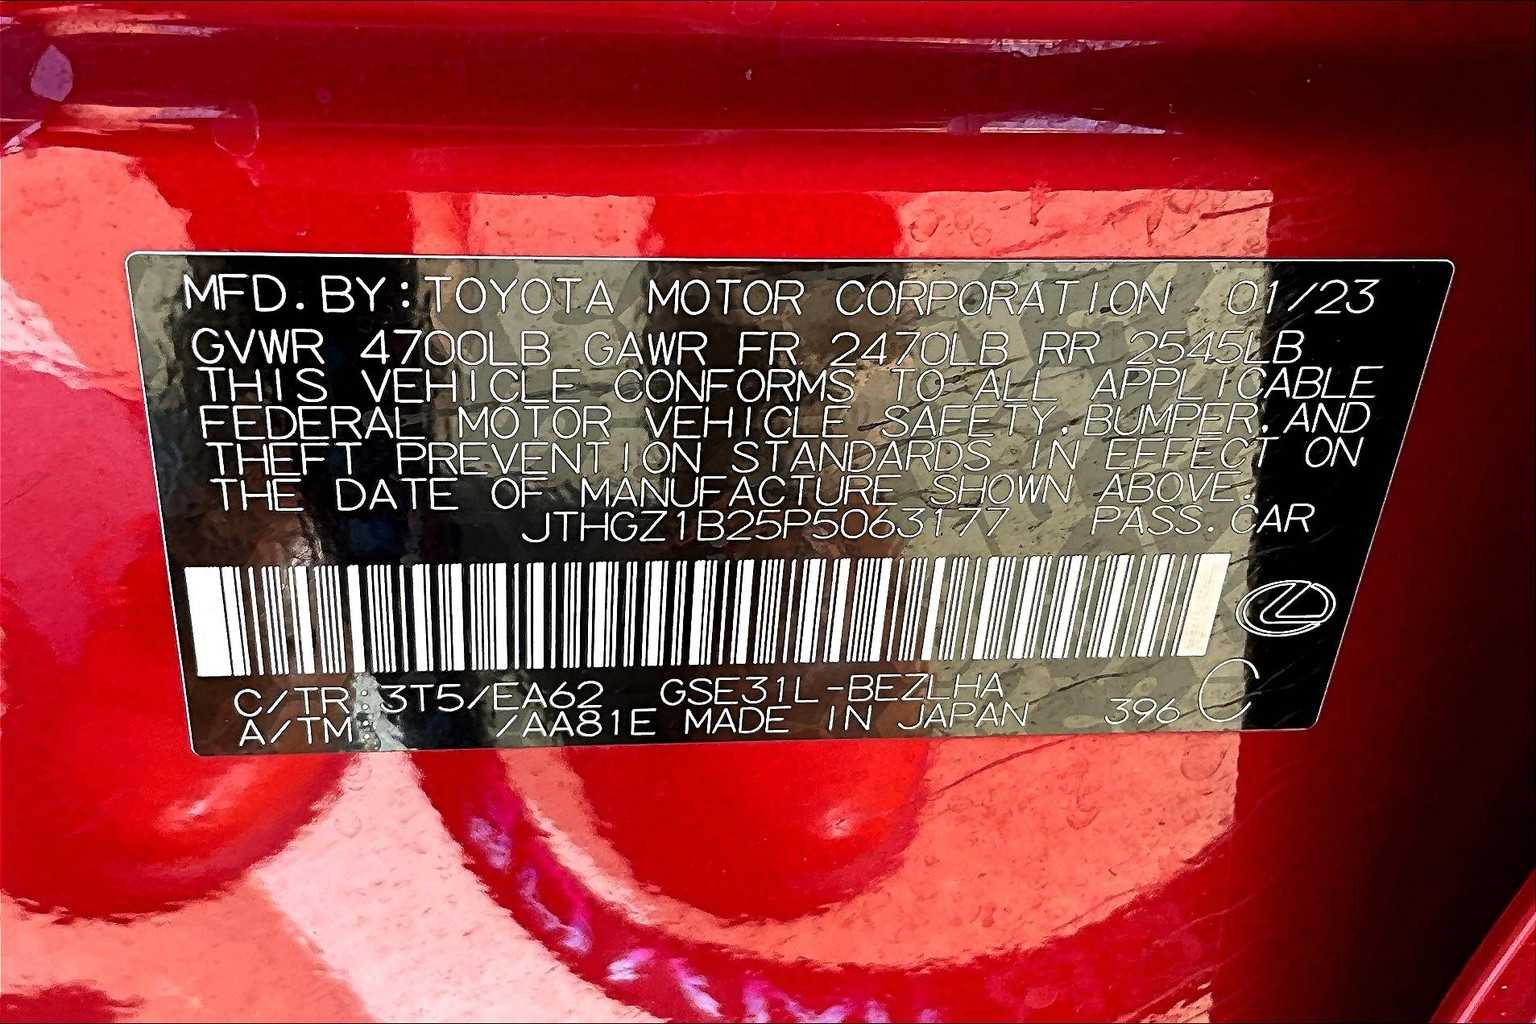 MFD. BY: TOYOTA MOTOR CORPORATION 01/23
GVWR 4700LB GAWR FR 2470LB RR 2545LB
THIS VEHICLE CONFORMS TO ALL APPLICABLE
FEDERAL MOTOR VEHICLE SAFETY, BUMPER, AND
THEFT PREVENTION STANDARDS IN EFFECT ON
THE DATE OF MANUFACTURE SHOWN ABOVE.
JTHGZ1B25P5063177 PASS. CAR
C/TR: 3T5/EA62 GSE31L-BEZLHA
A/TM: /AA81E MADE IN JAPAN 396 C